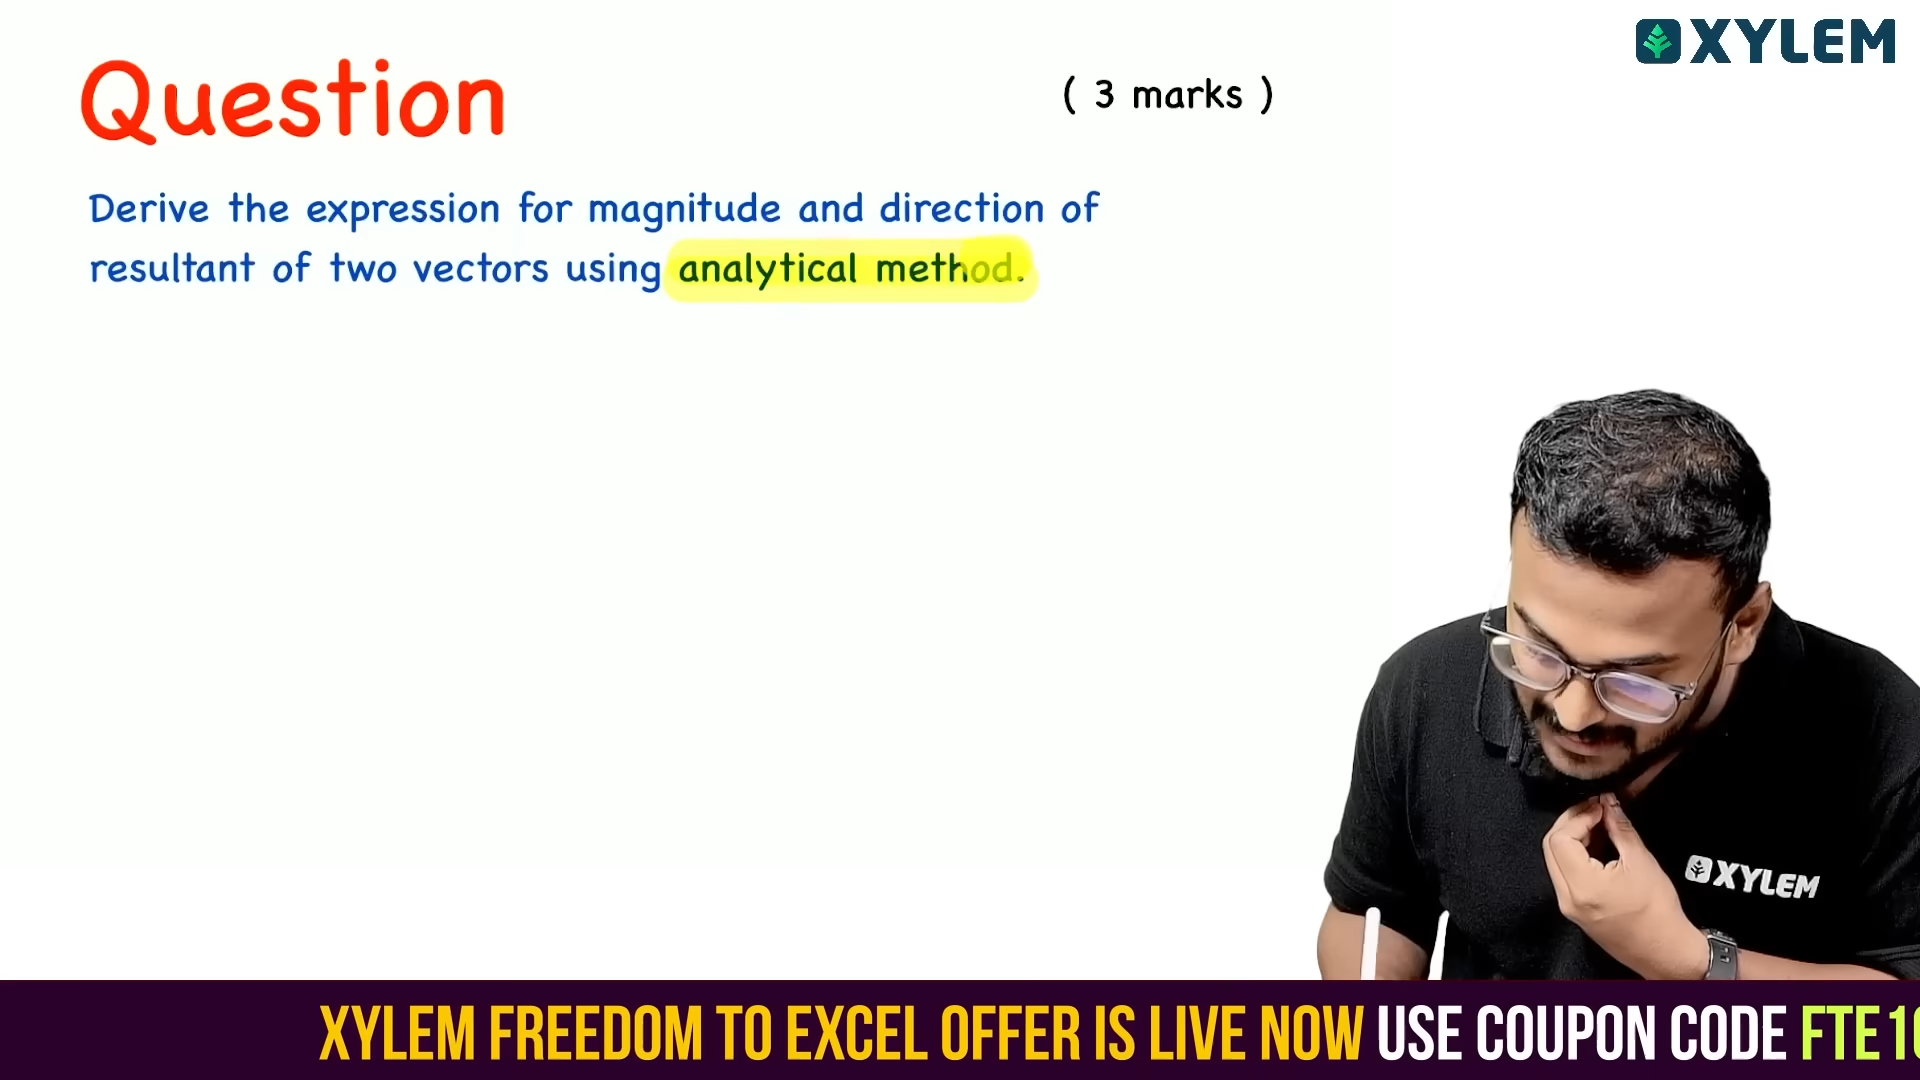 XYLEM
Question
( 3 marks )
Derive the expression for magnitude and direction of
resultant of two vectors using analytical method.
XYLEM
XYLEM FREEDOM TO EXCEL OFFER IS LIVE NOW USE COUPON CODE